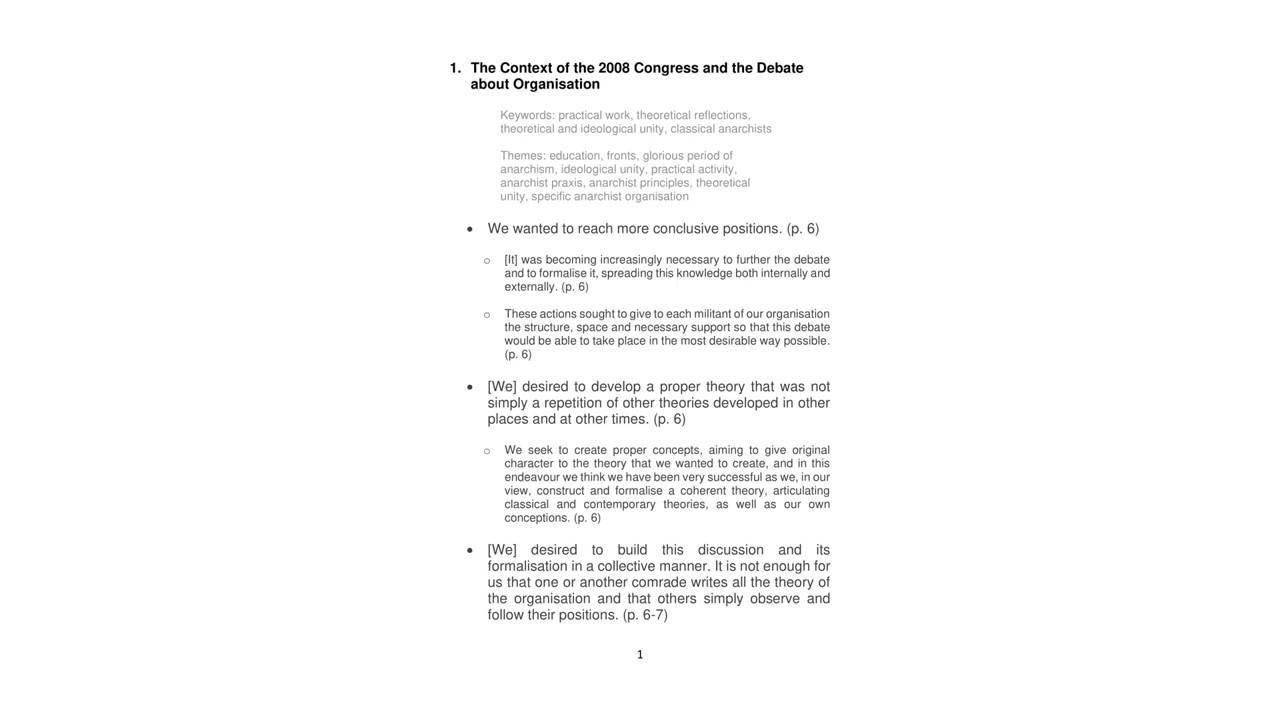 1. The Context of the 2008 Congress and the Debate
about Organisation
Keywords: practical work, theoretical reflections,
theoretical and ideological unity, classical anarchists
Themes: education, fronts, glorious period of
anarchism, ideological unity, practical activity,
anarchist praxis, anarchist principles, theoretical
unity, specific anarchist organisation
• We wanted to reach more conclusive positions. (p. 6)
o [It] was becoming increasingly necessary to further the debate
and to formalise it, spreading this knowledge both internally and
externally. (p. 6)
o These actions sought to give to each militant of our organisation
the structure, space and necessary support so that this debate
would be able to take place in the most desirable way possible.
(p. 6)
• [We] desired to develop a proper theory that was not
simply a repetition of other theories developed in other
places and at other times. (p. 6)
o We seek to create proper concepts, aiming to give original
character to the theory that we wanted to create, and in this
endeavour we think we have been very successful as we, in our
view, construct and formalise a coherent theory, articulating
classical and contemporary theories, as well as our own
conceptions. (p. 6)
• [We] desired to build this discussion and its
formalisation in a collective manner. It is not enough for
us that one or another comrade writes all the theory of
the organisation and that others simply observe and
follow their positions. (p. 6-7)
1